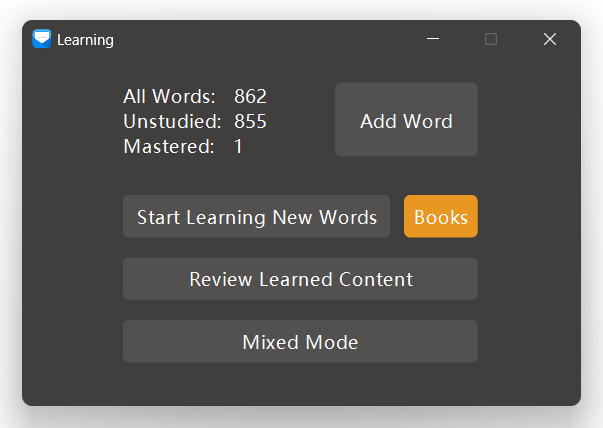 Learning
All Words: 862
Unstudied: 855
Mastered: 1
Add Word
Start Learning New Words
Books
Review Learned Content
Mixed Mode